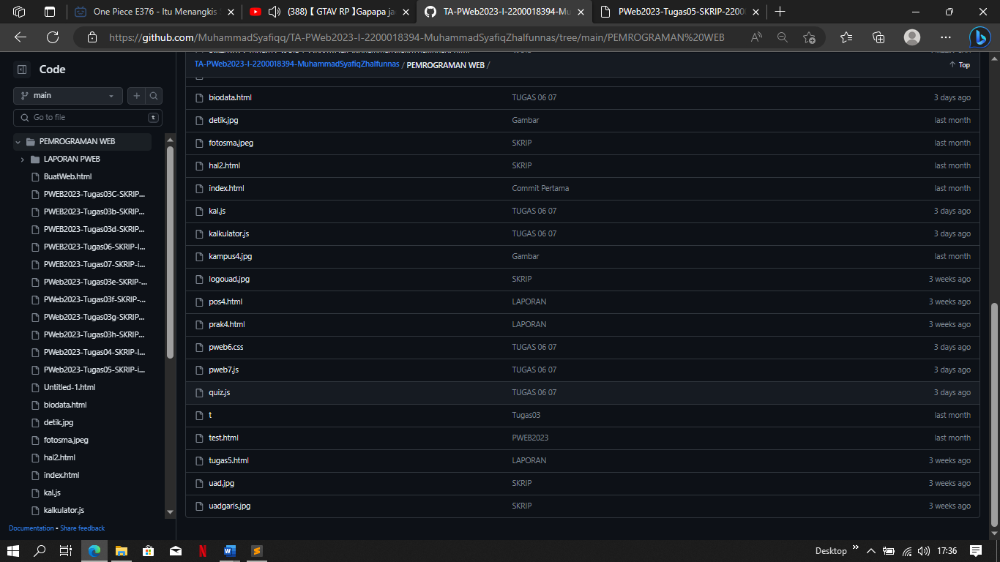 One Piece E376 - Itu Menangkis
(388) 【 GTAV RP 】Gapapa ja
TA-PWeb2023-I-2200018394-Mu
PWeb2023-Tugas05-SKRIP-2200
https://github.com/MuhammadSyafiqq/TA-PWeb2023-I-2200018394-MuhammadSyafiqZhalfunnas/tree/main/PEMROGRAMAN%20WEB
Code
main
Go to file
t
PEMROGRAMAN WEB
LAPORAN PWEB
BuatWeb.html
PWEB2023-Tugas03C-SKRIP...
PWEB2023-Tugas03b-SKRIP...
PWEB2023-Tugas03d-SKRIP...
PWEB2023-Tugas06-SKRIP-I...
PWEB2023-Tugas07-SKRIP-i...
PWeb2023-Tugas03e-SKRIP-...
PWeb2023-Tugas03f-SKRIP-...
PWeb2023-Tugas03g-SKRIP...
PWeb2023-Tugas03h-SKRIP...
PWeb2023-Tugas04-SKRIP-I...
PWeb2023-Tugas05-SKRIP-i...
Untitled-1.html
biodata.html
detik.jpg
fotosma.jpeg
hal2.html
index.html
kal.js
kalkulator.js
Documentation • Share feedback
TA-PWeb2023-I-2200018394-MuhammadSyafiqZhalfunnas / PEMROGRAMAN WEB /
Top
biodata.html TUGAS 06 07 3 days ago
detik.jpg Gambar last month
fotosma.jpeg SKRIP last month
hal2.html SKRIP last month
index.html Commit Pertama last month
kal.js TUGAS 06 07 3 days ago
kalkulator.js TUGAS 06 07 3 days ago
kampus4.jpg Gambar last month
logouad.jpg SKRIP 3 weeks ago
pos4.html LAPORAN 3 weeks ago
prak4.html LAPORAN 3 weeks ago
pweb6.css TUGAS 06 07 3 days ago
pweb7.js TUGAS 06 07 3 days ago
quiz.js TUGAS 06 07 3 days ago
t Tugas03 last month
test.html PWEB2023 last month
tugas5.html LAPORAN 3 weeks ago
uad.jpg SKRIP 3 weeks ago
uadgaris.jpg SKRIP 3 weeks ago
Desktop
17:36